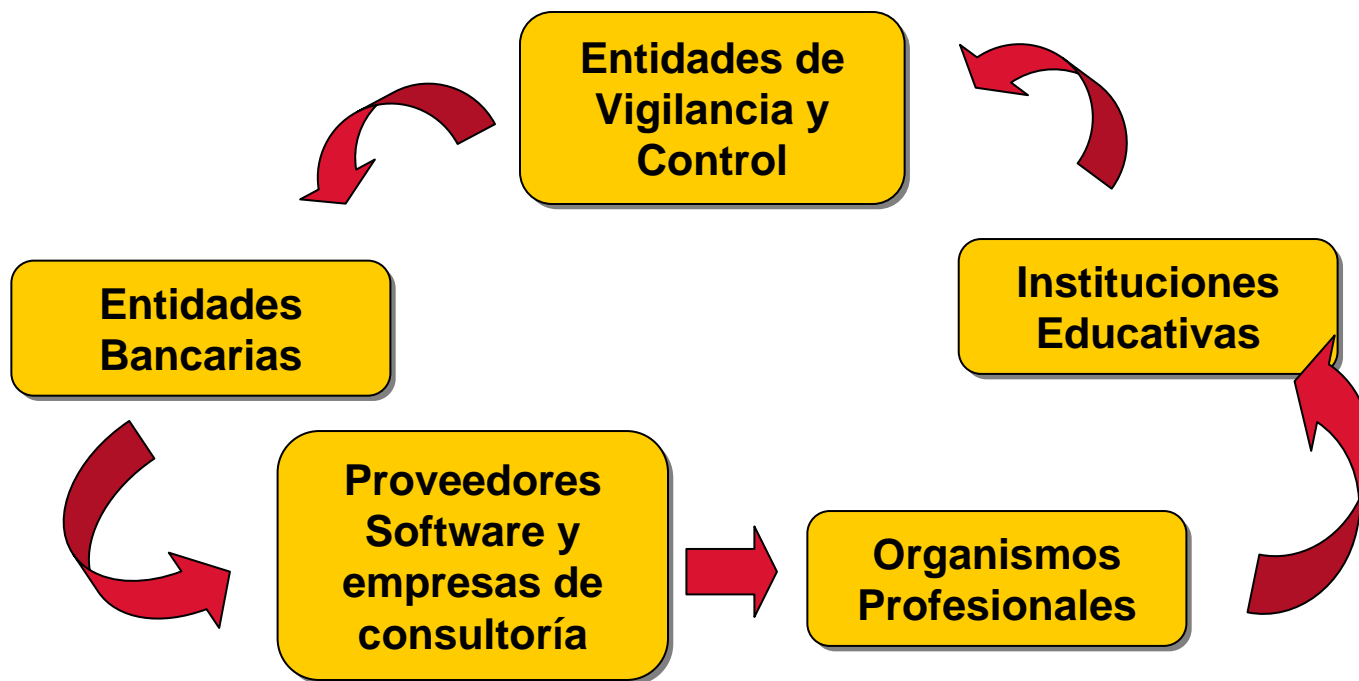 Entidades de
Vigilancia y
Control
Entidades
Bancarias
Proveedores
Software y
empresas de
consultoría
Organismos
Profesionales
Instituciones
Educativas